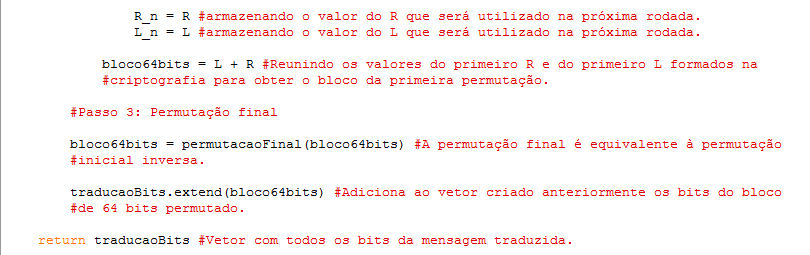 R_n = R #armazenando o valor do R que será utilizado na próxima rodada.
L_n = L #armazenando o valor do L que será utilizado na próxima rodada.
bloco64bits = L + R #Reunindo os valores do primeiro R e do primeiro L formados na
#criptografia para obter o bloco da primeira permutação.
#Passo 3: Permutação final
bloco64bits = permutacaoFinal(bloco64bits) #A permutação final é equivalente à permutação
#inicial inversa.
traducaoBits.extend(bloco64bits) #Adiciona ao vetor criado anteriormente os bits do bloco
#de 64 bits permutado.
return traducaoBits #Vetor com todos os bits da mensagem traduzida.